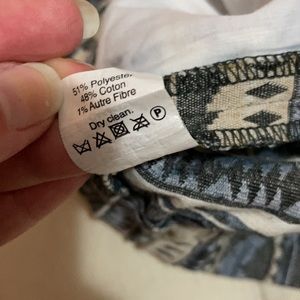 51% Polyester
48% Coton
1% Autre Fibre
Dry clean.
P